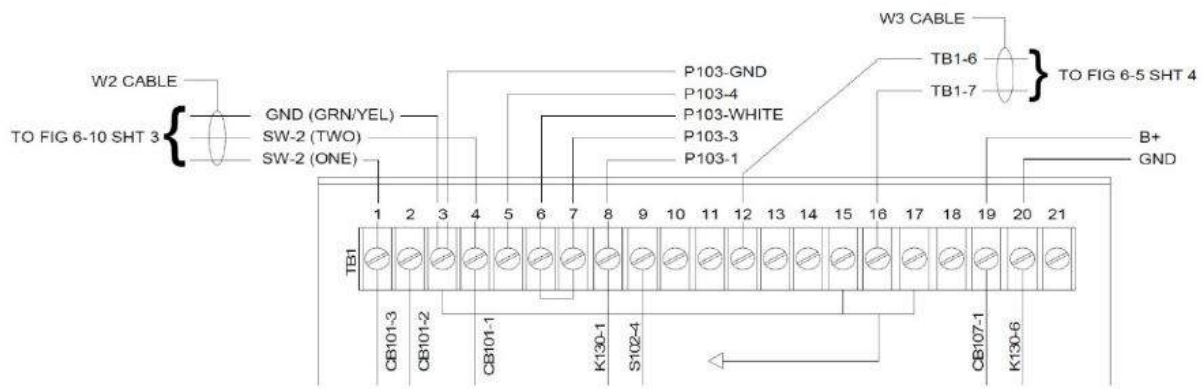 W3 CABLE
W2 CABLE
P103-GND
TB1-6
TO FIG 6-5 SHT 4
P103-4
TB1-7
GND (GRN/YEL)
P103-WHITE
TO FIG 6-10 SHT 3
SW-2 (TWO)
P103-3
B+
SW-2 (ONE)
P103-1
GND
1 2 3 4 5 6 7 8 9 10 11 12 13 14 15 16 17 18 19 20 21
TB1
CB101-3
CB101-2
CB101-1
K130-1
S102-4
CB107-1
K130-6